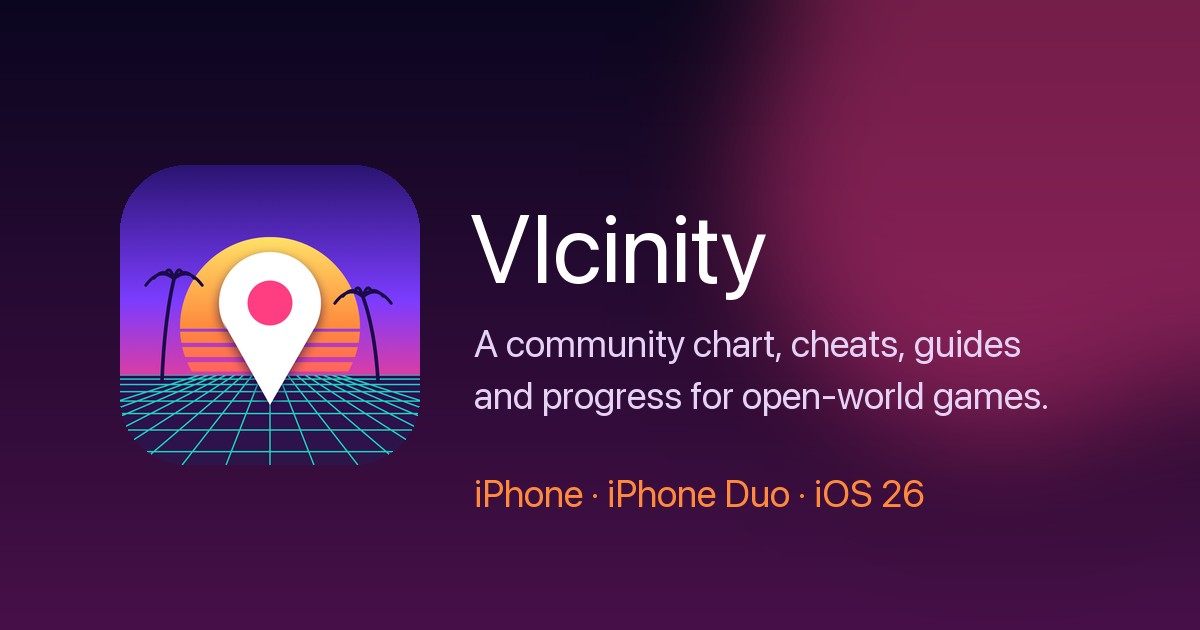 VIcinity
A community chart, cheats, guides
and progress for open-world games.
iPhone · iPhone Duo · iOS 26